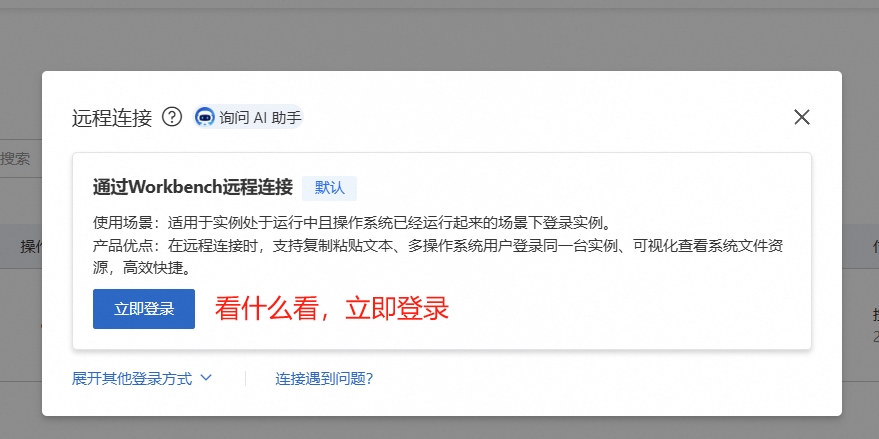 远程连接 ? 询问 AI 助手
搜索
通过Workbench远程连接 默认
使用场景：适用于实例处于运行中且操作系统已经运行起来的场景下登录实例。
操作
产品优点：在远程连接时，支持复制粘贴文本、多操作系统用户登录同一台实例、可视化查看系统文件资
源，高效快捷。
立即登录 看什么看，立即登录
展开其他登录方式 连接遇到问题?